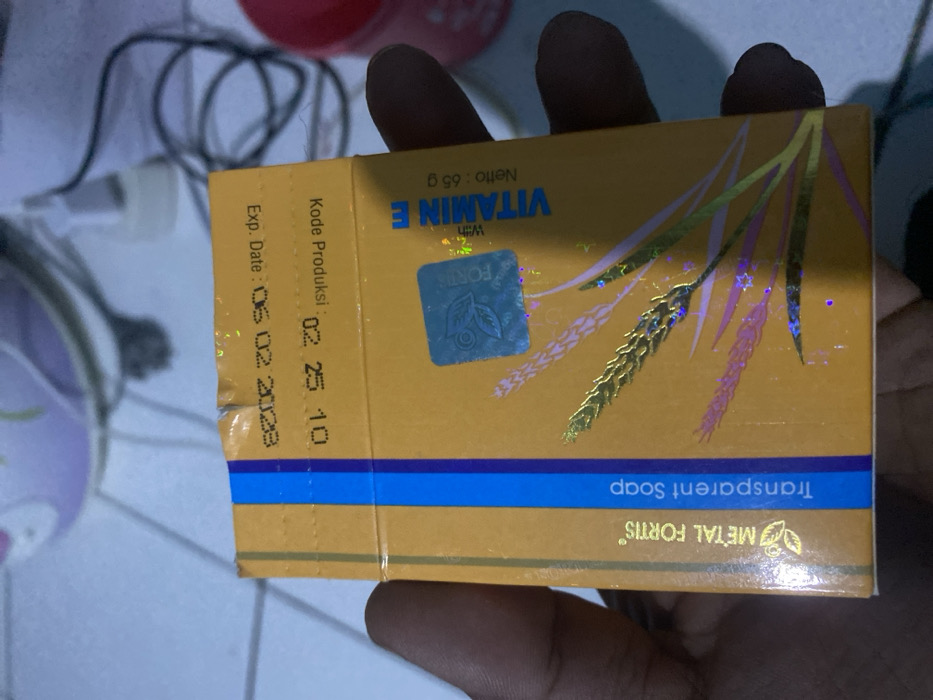 METAL FORTIS®
Transparent Soap
FORTIS
With
VITAMIN E
Netto : 65 g
Kode Produksi : 02 25 10
Exp. Date : 06 02 2028